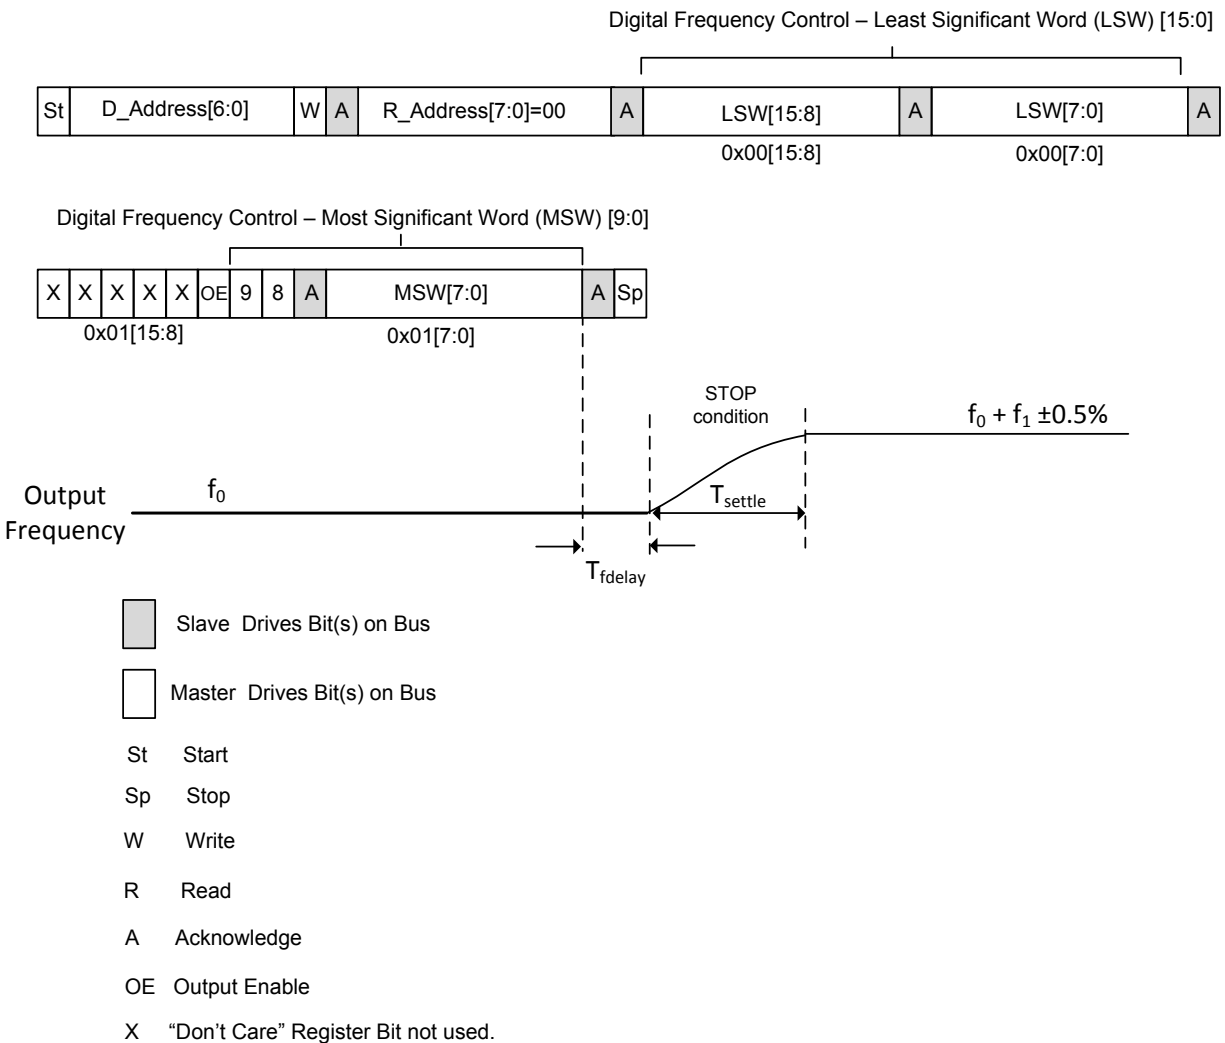 Digital Frequency Control – Least Significant Word (LSW) [15:0]
St D_Address[6:0] W A R_Address[7:0]=00 A LSW[15:8] A LSW[7:0] A
0x00[15:8] 0x00[7:0]
Digital Frequency Control – Most Significant Word (MSW) [9:0]
X X X X X OE 9 8 A MSW[7:0] A Sp
0x01[15:8] 0x01[7:0]
STOP
condition
f0 + f1 ±0.5%
f0
Output
Frequency
Tsettle
Tfdelay
Slave Drives Bit(s) on Bus
Master Drives Bit(s) on Bus
St Start
Sp Stop
W Write
R Read
A Acknowledge
OE Output Enable
X “Don’t Care” Register Bit not used.